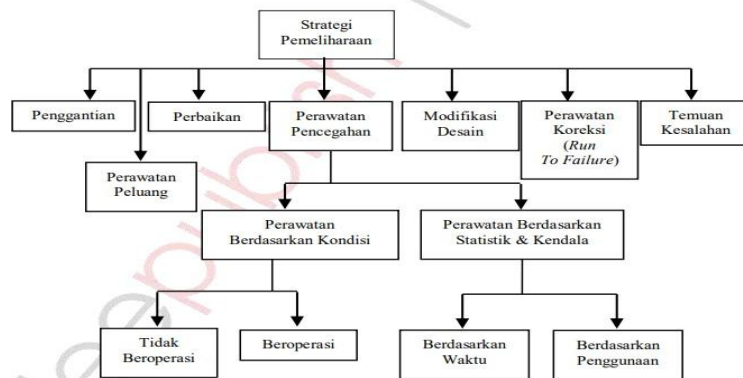 Strategi
Pemeliharaan
Penggantian
Perbaikan
Perawatan
Pencegahan
Modifikasi
Desain
Perawatan
Koreksi
(Run
To Failure)
Temuan
Kesalahan
Perawatan
Peluang
Perawatan
Berdasarkan Kondisi
Perawatan Berdasarkan
Statistik & Kendala
Tidak
Beroperasi
Beroperasi
Berdasarkan
Waktu
Berdasarkan
Penggunaan